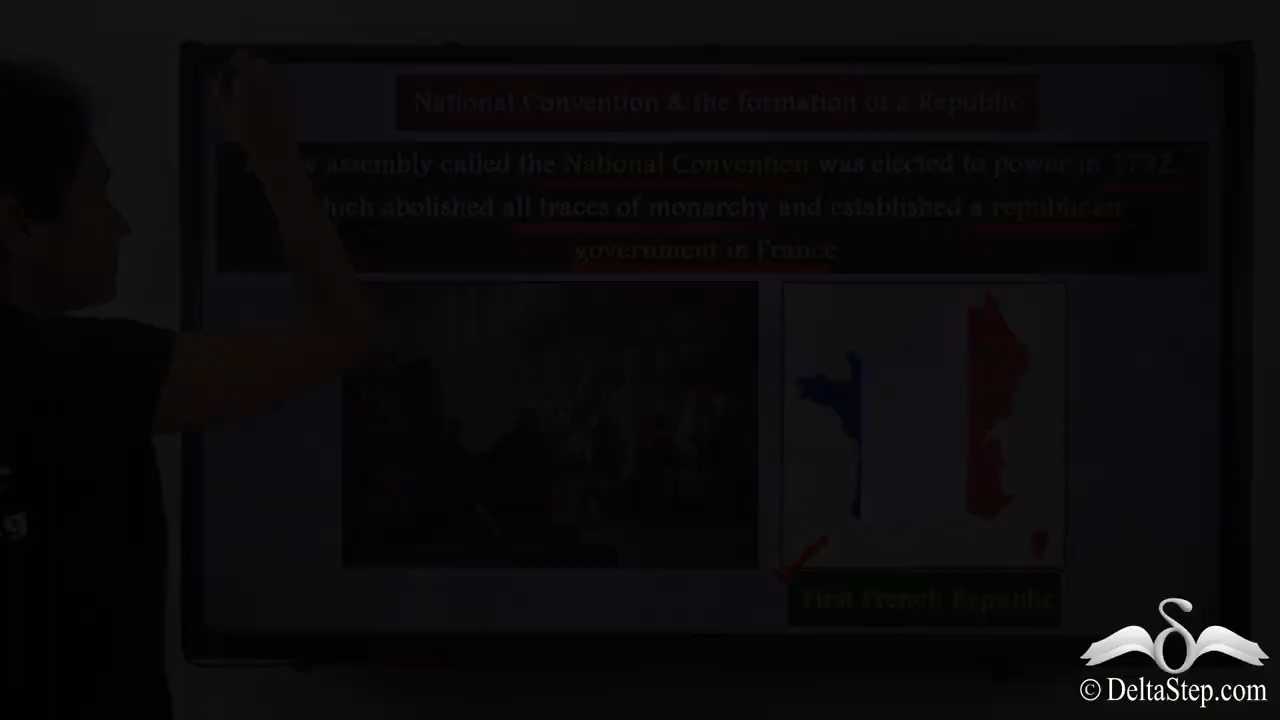 National Convention & the formation of a Republic
assembly called the National Convention was elected to power in 1792
which abolished all traces of monarchy and established a republican
government in France
First French Republic
© DeltaStep.com